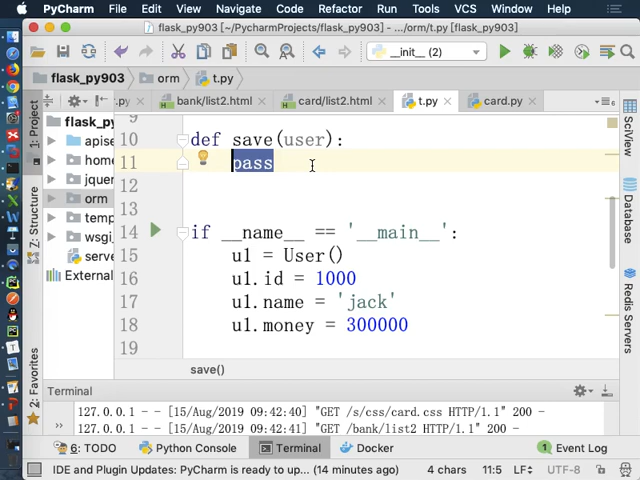 PyCharm File Edit View Navigate Code Refactor Run Tools VCS Window Help
flask_py903 [~/PycharmProjects/flask_py903] - .../orm/t.py [flask_py903]
__init__ (2)
flask_py903 orm t.py
.py bank/list2.html card/list2.html t.py card.py
1: Project
Z: Structure
2: Favorites
apise
home
jquer
orm
temp
wsgi_
serve
External
9
10 def save(user):
11 pass
12
13
14 if __name__ == '__main__':
15 u1 = User()
16 u1.id = 1000
17 u1.name = 'jack'
18 u1.money = 300000
19
save()
SciView
Database
Redis Servers
Terminal
127.0.0.1 - - [15/Aug/2019 09:42:40] "GET /s/css/card.css HTTP/1.1" 200 -
127.0.0.1 - - [15/Aug/2019 09:42:41] "GET /bank/list2 HTTP/1.1" 200 -
6: TODO Python Console Terminal Docker 1 Event Log
IDE and Plugin Updates: PyCharm is ready to up... (14 minutes ago) 4 chars 11:5 LF UTF-8